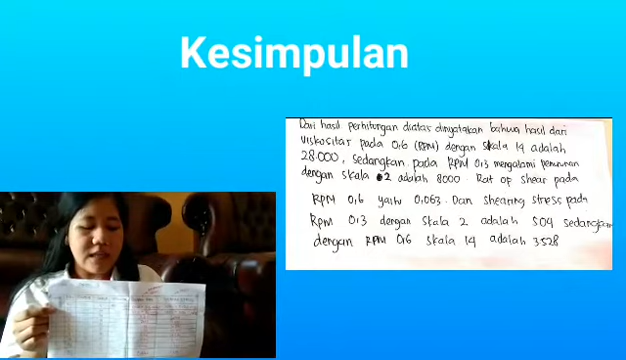 Kesimpulan
Dari hasil perhitungan diatas dinyatakan bahwa hasil dari
viskositas pada 0,6 (RPM) dengan skala 14 adalah
28.000, sedangkan pada RPM 0,3 mengalami penurunan
dengan skala 2 adalah 8000. Rat of shear pada
RPM 0,6 yaitu 0,063. Dan shearing stress pada
RPM 0,3 dengan skala 2 adalah 504 sedangkan
dengan RPM 0,6 skala 14 adalah 3528